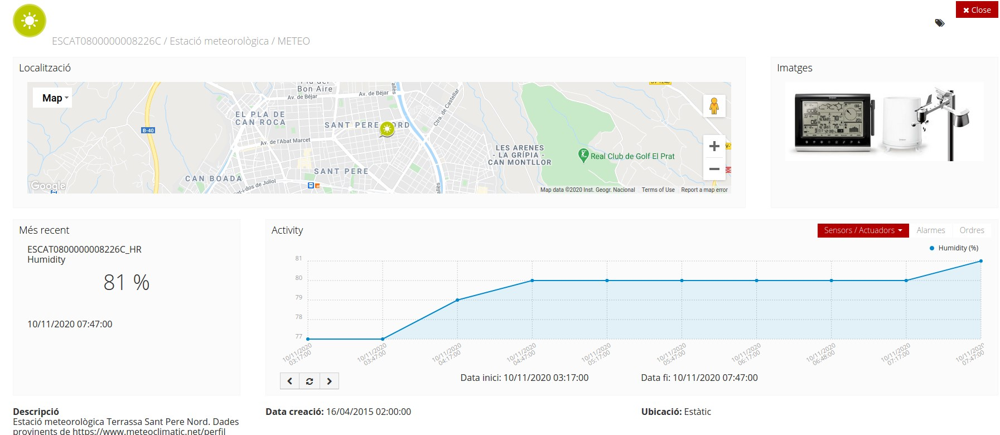 Close
ESCAT0800000008226C / Estació meteorològica / METEO
Localització
Map
Bon Aire
Av. de Béjar
Av. de Béjar
EL PLA DE
CAN ROCA
SANT PERE NORD
Ctra. de Castellar
B-40
Av. de l'Abat Marcet
LES ARENES
- LA GRÍPIA -
CAN MONTLLOR
Real Club de Golf El Prat
SANT PERE
CAN BOADA
Google
Map data ©2020 Inst. Geogr. Nacional
Terms of Use
Report a map error
Imatges
Més recent
ESCAT0800000008226C_HR
Humidity
81 %
10/11/2020 07:47:00
Activity
Sensors / Actuadors
Alarmes
Ordres
Humidity (%)
81
80
79
78
77
10/11/2020 03:17:00
10/11/2020 03:47:00
10/11/2020 04:17:00
10/11/2020 04:47:00
10/11/2020 05:17:00
10/11/2020 05:47:00
10/11/2020 06:17:00
10/11/2020 06:48:00
10/11/2020 07:17:00
10/11/2020 07:47:00
Data inici: 10/11/2020 03:17:00
Data fi: 10/11/2020 07:47:00
Descripció
Estació meteorològica Terrassa Sant Pere Nord. Dades
provinents de https://www.meteoclimatic.net/perfil
Data creació: 16/04/2015 02:00:00
Ubicació: Estàtic